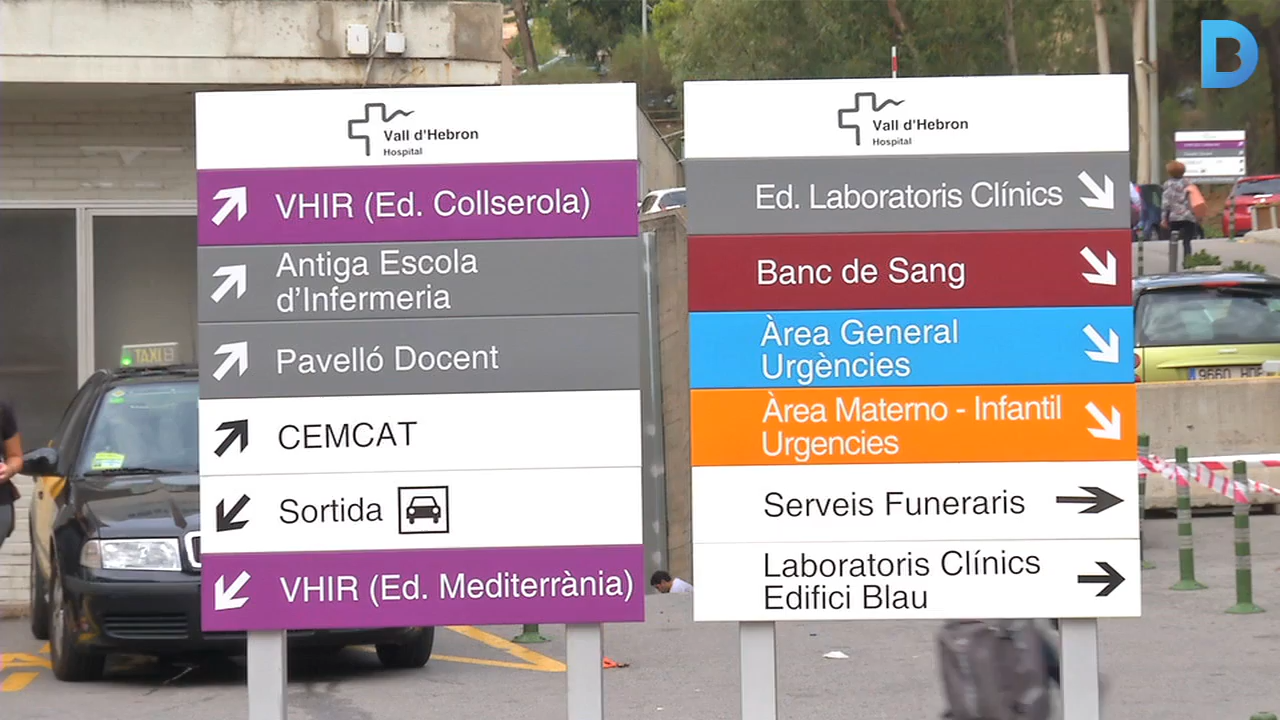 Vall d'Hebron
Hospital
VHIR (Ed. Collserola)
Antiga Escola
d'Infermeria
Pavelló Docent
CEMCAT
Sortida
VHIR (Ed. Mediterrània)
Vall d'Hebron
Hospital
Ed. Laboratoris Clínics
Banc de Sang
Àrea General
Urgències
Àrea Materno - Infantil
Urgencies
Serveis Funeraris
Laboratoris Clínics
Edifici Blau
TAXI
B